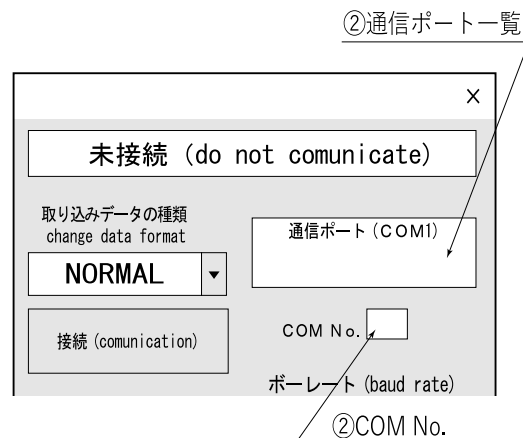 ②通信ポート一覧
×
未接続 (do not comunicate)
取り込みデータの種類
change data format
NORMAL
通信ポート(COM1)
接続 (comunication)
COM No.
ボーレート (baud rate)
②COM No.